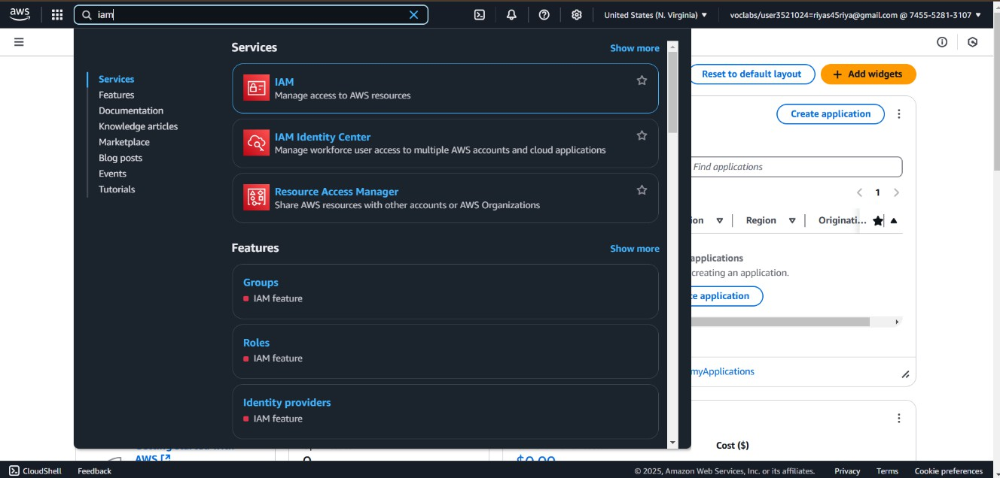 aws
iam
United States (N. Virginia) ▼
voclabs/user3521024=riyas45riya@gmail.com @ 7455-5281-3107 ▼
Services
Features
Documentation
Knowledge articles
Marketplace
Blog posts
Events
Tutorials
Services
Show more
IAM
Manage access to AWS resources
IAM Identity Center
Manage workforce user access to multiple AWS accounts and cloud applications
Resource Access Manager
Share AWS resources with other accounts or AWS Organizations
Features
Show more
Groups
IAM feature
Roles
IAM feature
Identity providers
IAM feature
Reset to default layout
+ Add widgets
Create application
Find applications
1
Region
Originati...
applications
creating an application.
application
myApplications
Cost ($)
AWS
$0.00
CloudShell
Feedback
© 2025, Amazon Web Services, Inc. or its affiliates.
Privacy
Terms
Cookie preferences